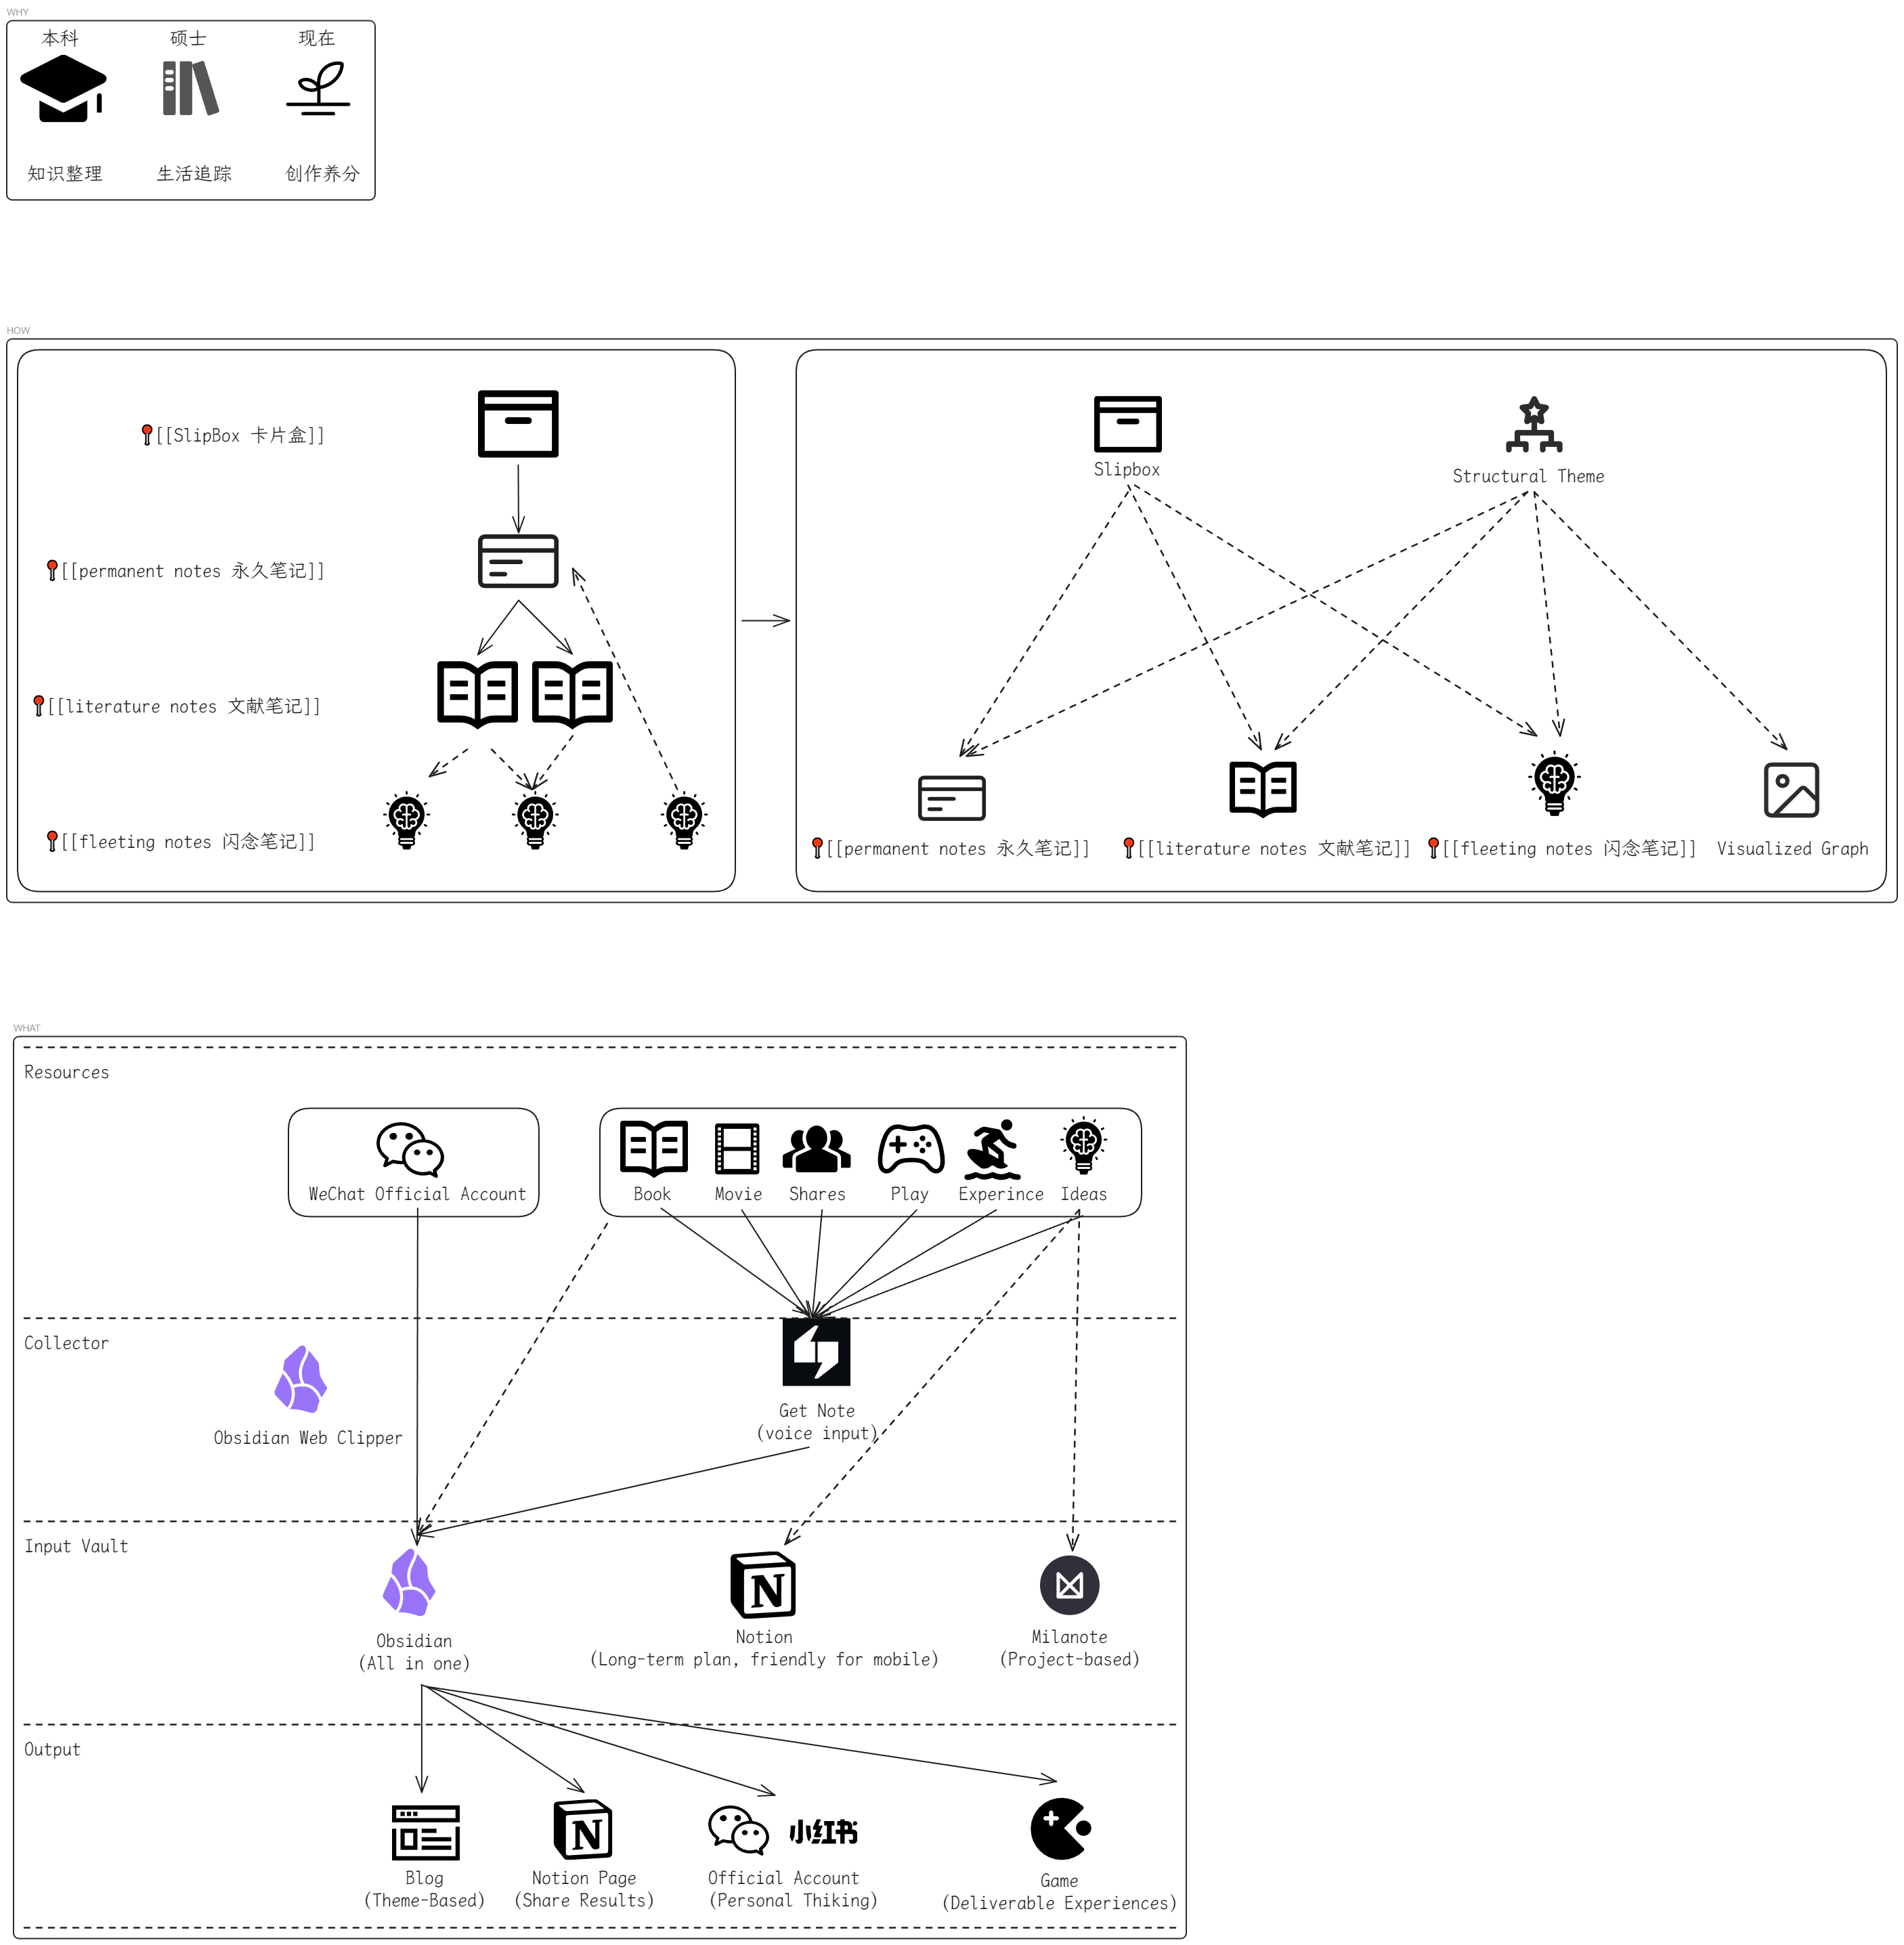 WHY
本科 硕士 现在
知识整理 生活追踪 创作养分
HOW
[[SlipBox 卡片盒]]
[[permanent notes 永久笔记]]
[[literature notes 文献笔记]]
[[fleeting notes 闪念笔记]]
Slipbox
Structural Theme
[[permanent notes 永久笔记]]
[[literature notes 文献笔记]]
[[fleeting notes 闪念笔记]]
Visualized Graph
WHAT
Resources
WeChat Official Account
Book
Movie
Shares
Play
Experince
Ideas
Collector
Obsidian Web Clipper
Get Note
(voice input)
Input Vault
Obsidian
(All in one)
N
Notion
(Long-term plan, friendly for mobile)
Milanote
(Project-based)
Output
Blog
(Theme-Based)
N
Notion Page
(Share Results)
小红书
Official Account
(Personal Thiking)
Game
(Deliverable Experiences)